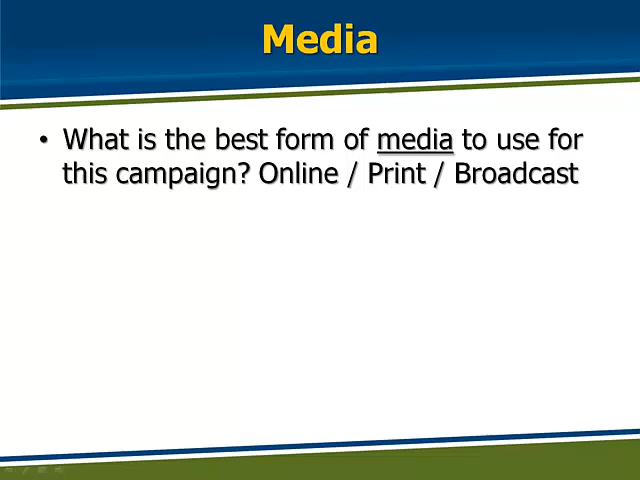 Media
• What is the best form of media to use for
this campaign? Online / Print / Broadcast